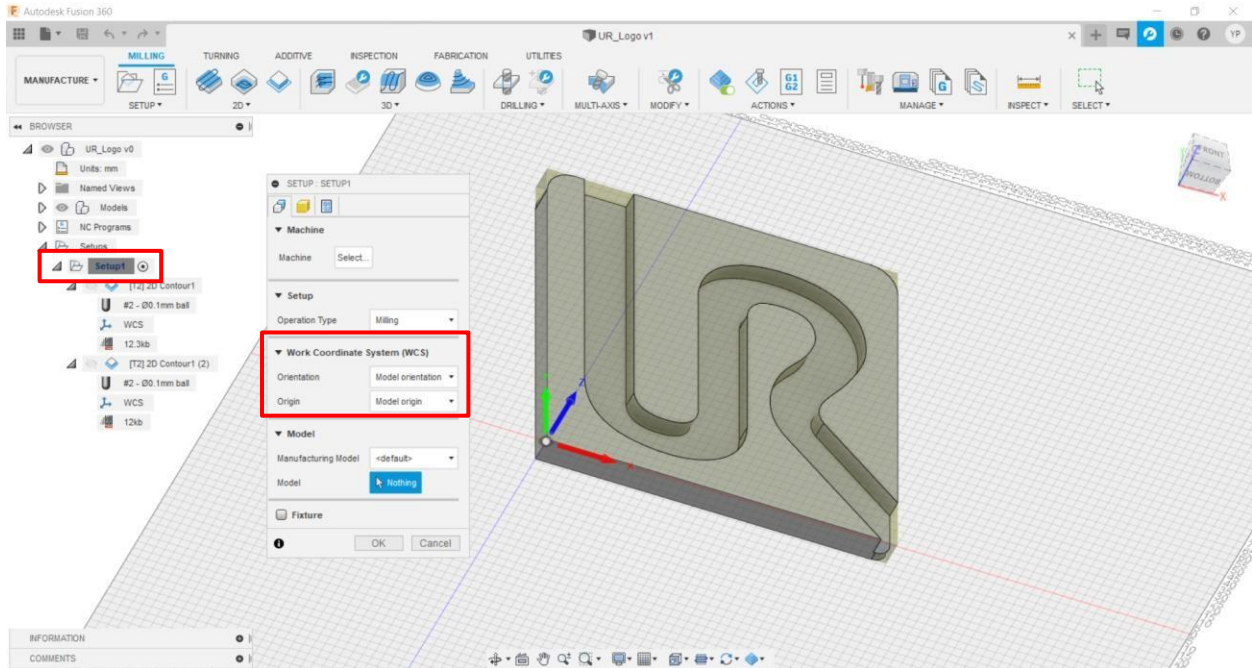 Autodesk Fusion 360
UR_Logo v1
YP
MILLING TURNING ADDITIVE INSPECTION FABRICATION UTILITIES
MANUFACTURE
G
G1
G2
G
SETUP 2D 3D DRILLING MULTI-AXIS MODIFY ACTIONS MANAGE INSPECT SELECT
BROWSER
UR_Logo v0
Units: mm
Named Views
Models
NC Programs
Setups
Setup1
[T2] 2D Contour1
#2 - Ø0.1mm ball
WCS
12.3kb
[T2] 2D Contour1 (2)
#2 - Ø0.1mm ball
WCS
12kb
SETUP : SETUP1
Machine
Machine Select...
Setup
Operation Type Milling
Work Coordinate System (WCS)
Orientation Model orientation
Origin Model origin
Model
Manufacturing Model <default>
Model Nothing
Fixture
OK Cancel
Z
X
FRONT
BOTTOM
Z
X
INFORMATION
COMMENTS